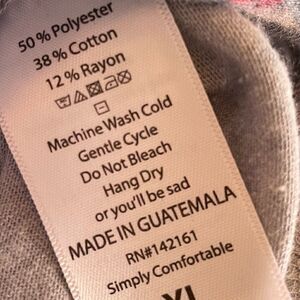 50% Polyester
38% Cotton
12% Rayon
Machine Wash Cold
Gentle Cycle
Do Not Bleach
Hang Dry
or you'll be sad
MADE IN GUATEMALA
RN#142161
Simply Comfortable
XL